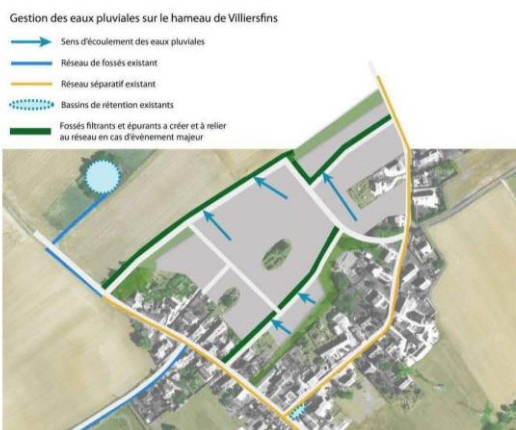 Gestion des eaux pluviales sur le hameau de Villiersfins
Sens d'écoulement des eaux pluviales
Réseau de fossés existant
Réseau séparatif existant
Bassins de rétention existants
Fossés filtrants et épurants a créer et à relier
au réseau en cas d'évènement majeur